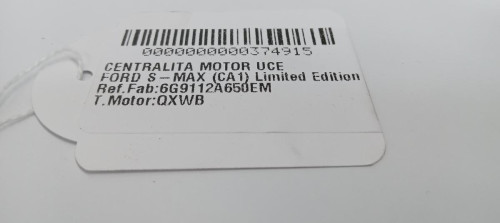 0000000000374915
CENTRALITA MOTOR UCE
FORD S-MAX (CA1) Limited Edition
Ref.Fab:6G9112A650EM
T.Motor:QXWB